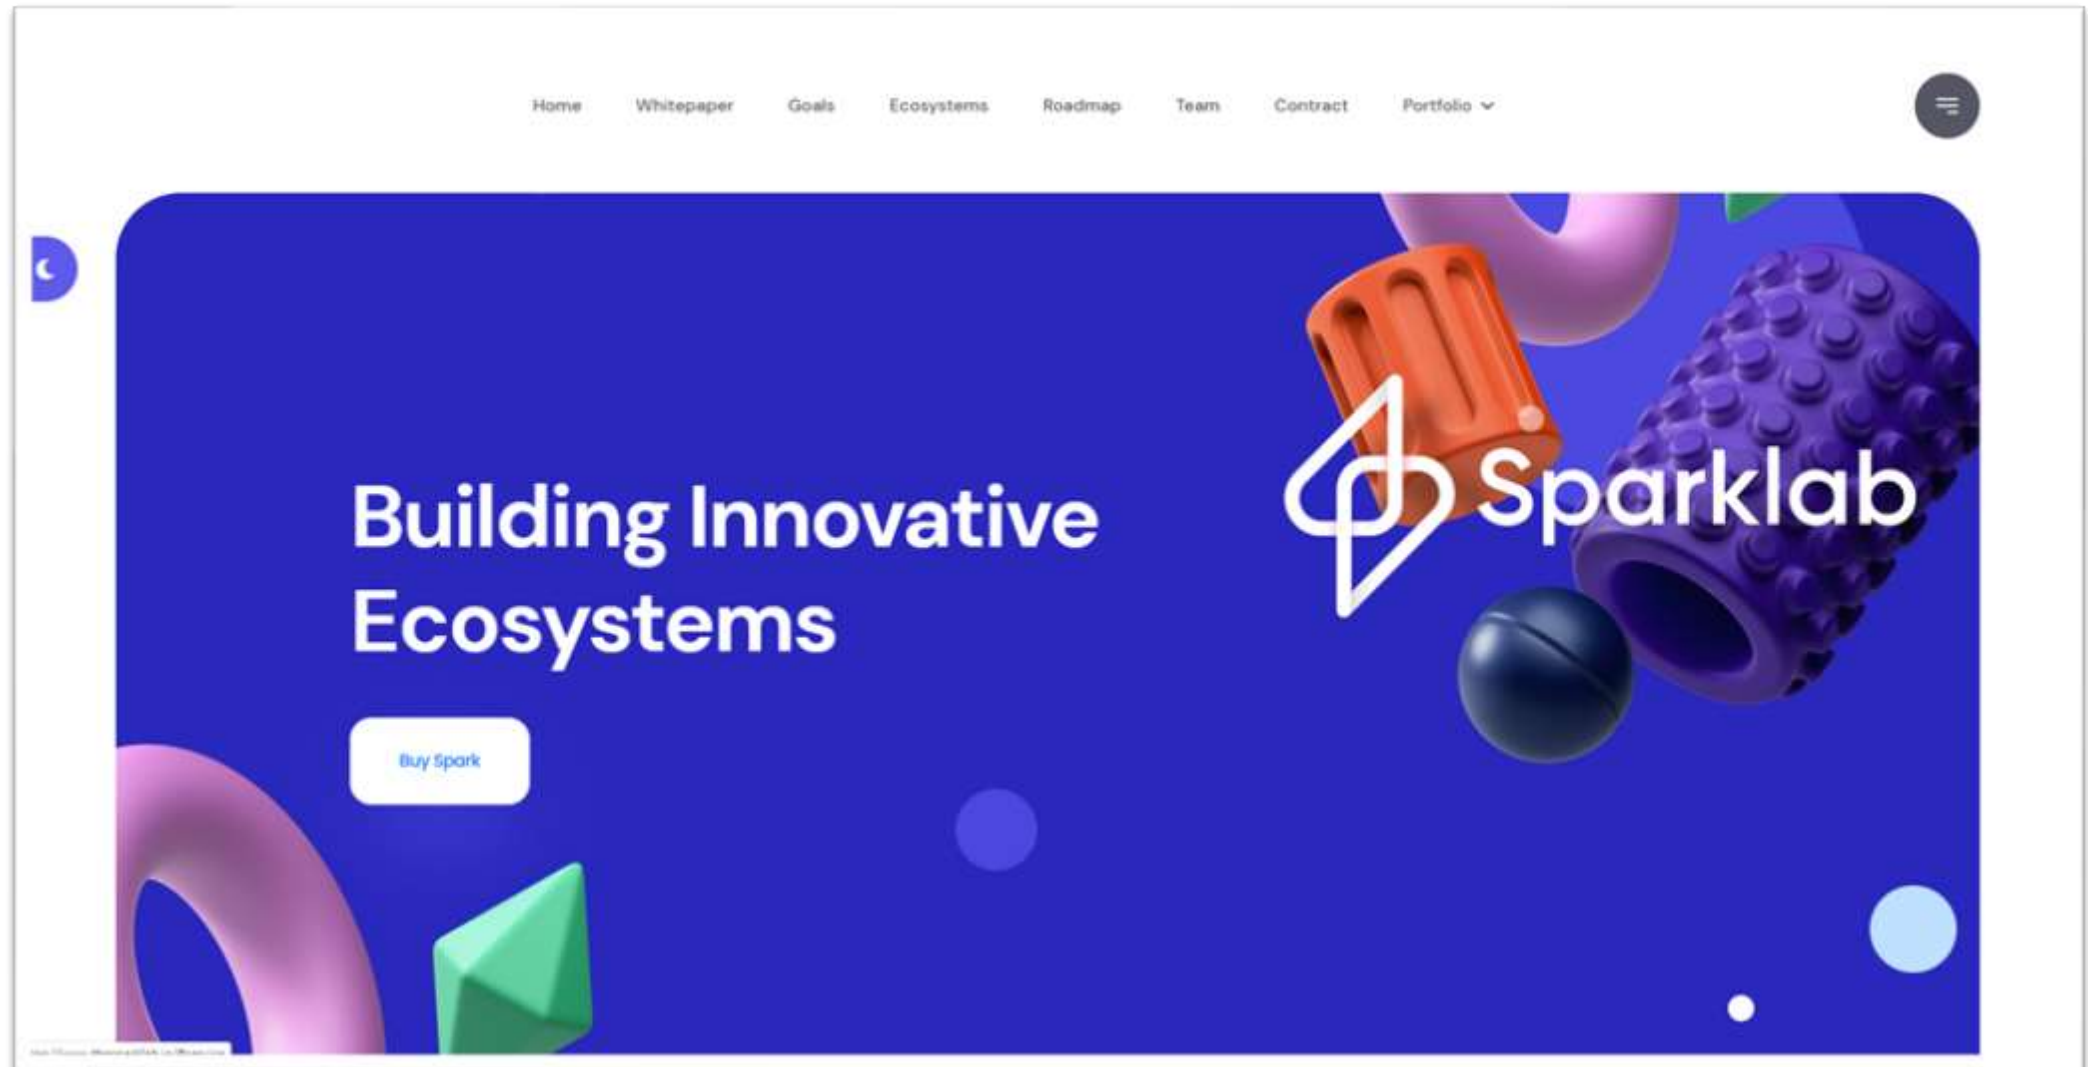 Home Whitepaper Goals Ecosystems Roadmap Team Contract Portfolio
Sparklab
Building Innovative
Ecosystems
Buy Spark